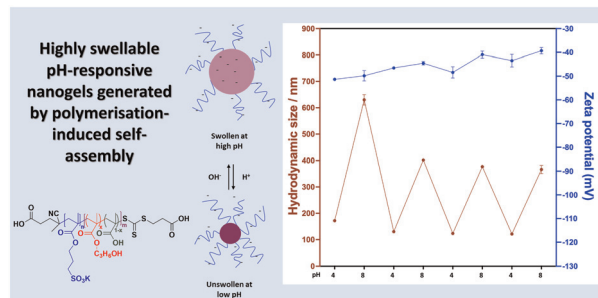 Highly swellable
pH-responsive
nanogels generated
by polymerisation-
induced self-
assembly
Swollen at
high pH
OH⁻
H⁺
Unswollen at
low pH
HO
O
NC
n
x
1-x
m
S
S
S
O
OH
O
O
O
O
O
OH
C₃H₆OH
SO₃K
Hydrodynamic size / nm
900
800
700
600
500
400
300
200
100
0
pH
4
8
4
8
4
8
4
8
-30
-40
-50
-60
-70
-80
-90
-100
-110
-120
-130
Zeta potential (mV)